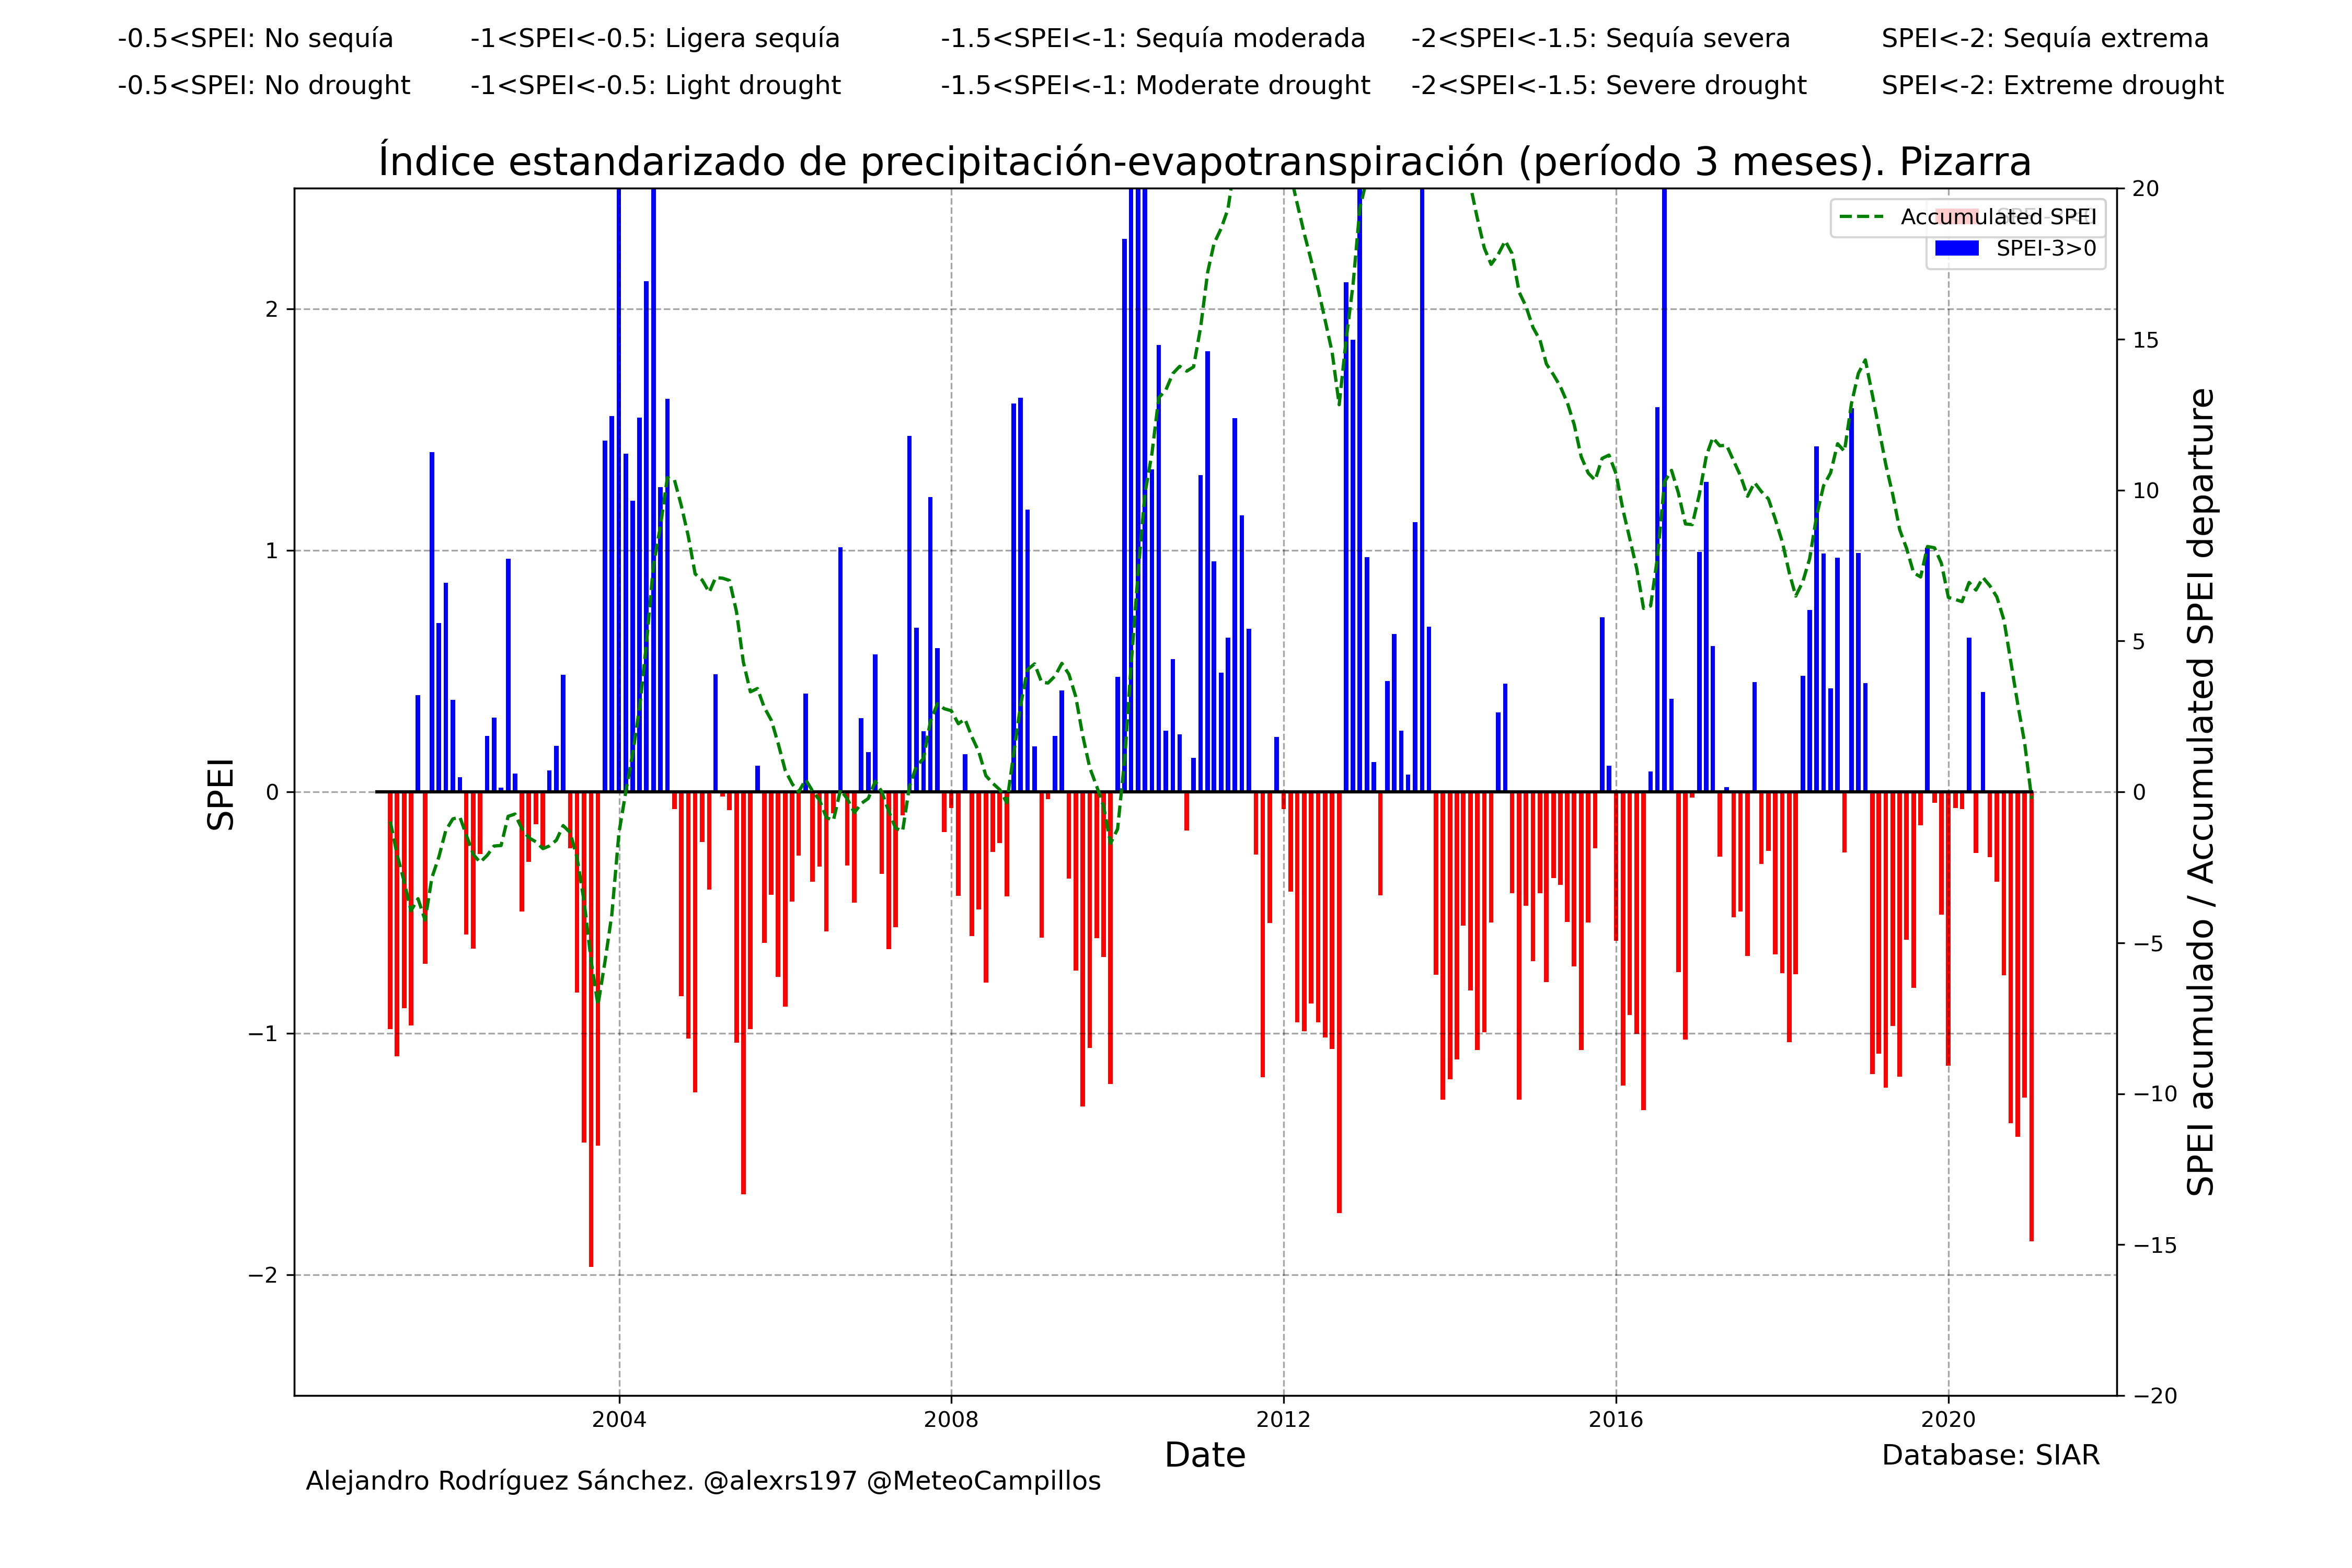 -0.5<SPEI: No sequía -1<SPEI<-0.5: Ligera sequía -1.5<SPEI<-1: Sequía moderada -2<SPEI<-1.5: Sequía severa SPEI<-2: Sequía extrema
-0.5<SPEI: No drought -1<SPEI<-0.5: Light drought -1.5<SPEI<-1: Moderate drought -2<SPEI<-1.5: Severe drought SPEI<-2: Extreme drought
Índice estandarizado de precipitación-evapotranspiración (período 3 meses). Pizarra
Accumulated SPEI
SPEI-3>0
SPEI
2
1
0
−1
−2
20
15
10
5
0
−5
−10
−15
−20
SPEI acumulado / Accumulated SPEI departure
2004 2008 2012 2016 2020
Date
Database: SIAR
Alejandro Rodríguez Sánchez. @alexrs197 @MeteoCampillos